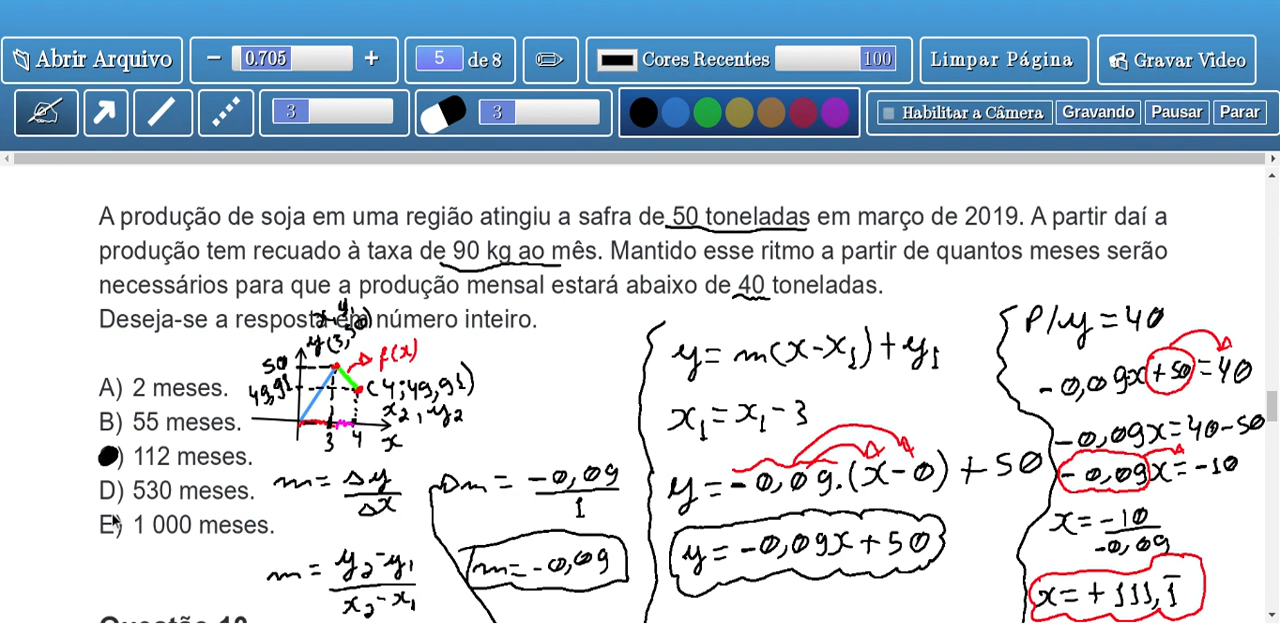 Abrir Arquivo − 0.705 + 5 de 8 Cores Recentes 100 Limpar Página Gravar Video
3 3 Habilitar a Câmera Gravando Pausar Parar
A produção de soja em uma região atingiu a safra de 50 toneladas em março de 2019. A partir daí a
produção tem recuado à taxa de 90 kg ao mês. Mantido esse ritmo a partir de quantos meses serão
necessários para que a produção mensal estará abaixo de 40 toneladas.
Deseja-se a resposta em número inteiro.
A) 2 meses.
B) 55 meses.
) 112 meses.
D) 530 meses.
E) 1 000 meses.
y(3,50)
f(x)
50
49,91
(4;49,91)
x₂, y₂
3 4 x
m = Δy/Δx
m = y₂-y₁/x₂-x₁
m = -0,09/1
m=-0,09
y = m(x-x₁)+y₁
x₁ = x₁-3
y = -0,09.(x-0)+50
y = -0,09x+50
P/y = 40
-0,09x+50=40
-0,09x=40-50
-0,09x=-10
x = -10/-0,09
x = +111,1̅
Questão 10